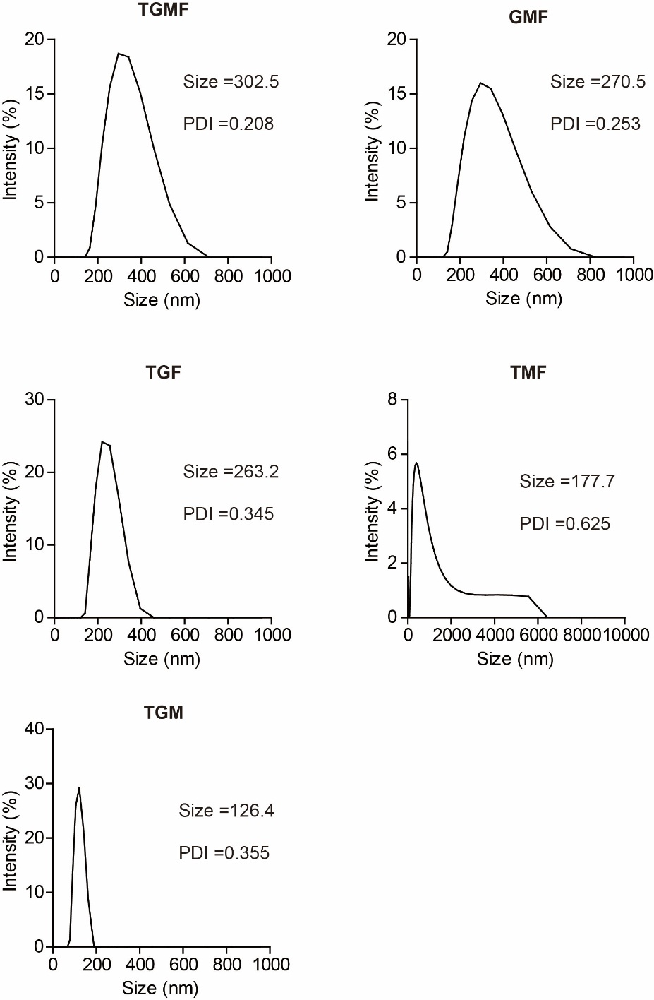 TGMF
20
15
10
5
0
Intensity (%)
Size =302.5
PDI =0.208
0 200 400 600 800 1000
Size (nm)
GMF
20
15
10
5
0
Intensity (%)
Size =270.5
PDI =0.253
0 200 400 600 800 1000
Size (nm)
TGF
30
20
10
0
Intensity (%)
Size =263.2
PDI =0.345
0 200 400 600 800 1000
Size (nm)
TMF
8
6
4
2
0
Intensity (%)
Size =177.7
PDI =0.625
0 2000 4000 6000 8000 10000
Size (nm)
TGM
40
30
20
10
0
Intensity (%)
Size =126.4
PDI =0.355
0 200 400 600 800 1000
Size (nm)